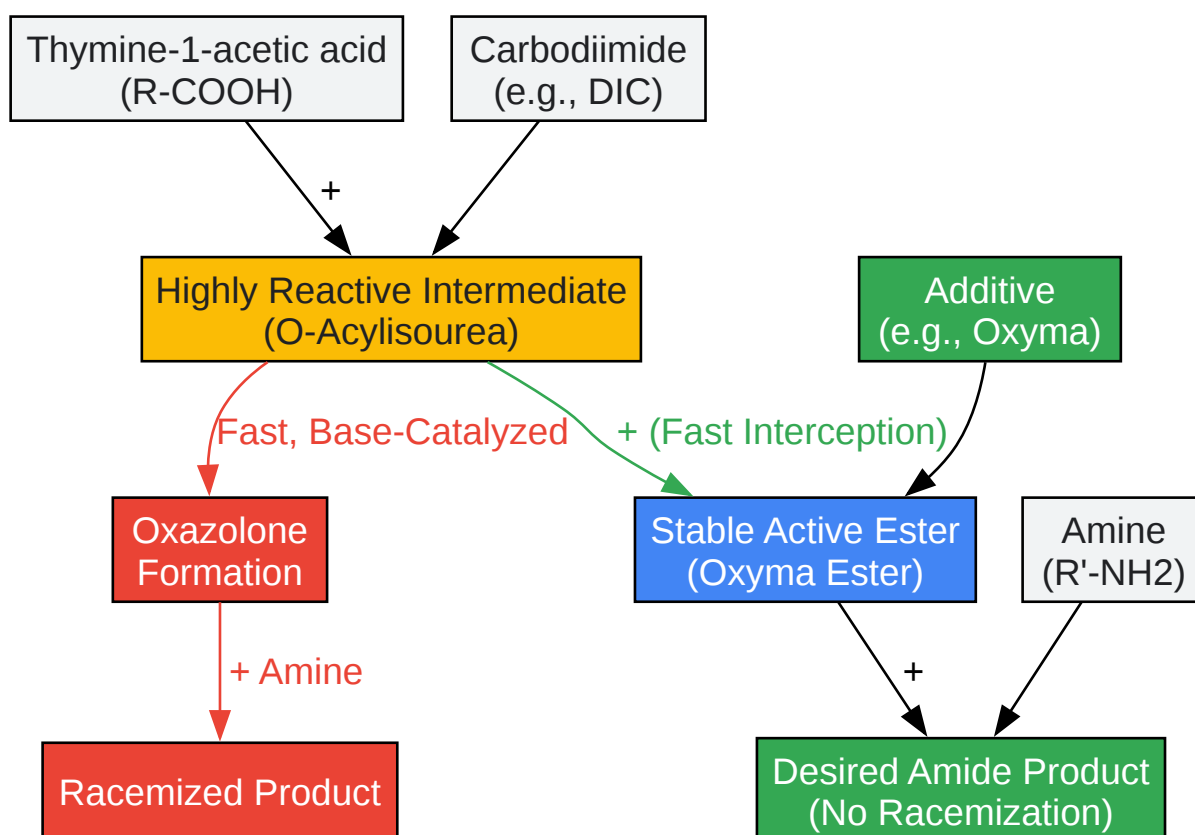 Thymine-1-acetic acid
(R-COOH)
Carbodiimide
(e.g., DIC)
+
Highly Reactive Intermediate
(O-Acylisourea)
Additive
(e.g., Oxyma)
Fast, Base-Catalyzed
+ (Fast Interception)
Oxazolone
Formation
Stable Active Ester
(Oxyma Ester)
Amine
(R'-NH2)
+ Amine
+
Racemized Product
Desired Amide Product
(No Racemization)